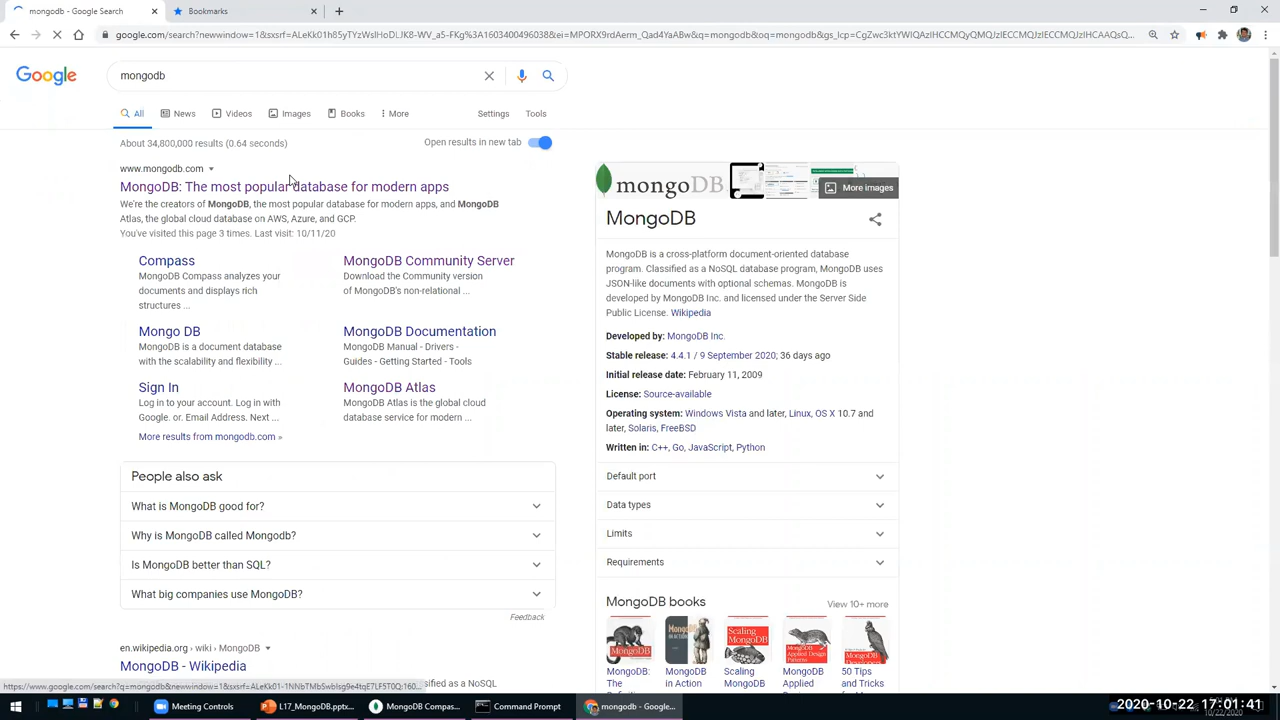 mongodb - Google Search
Bookmarks
google.com/search?newwindow=1&sxsrf=ALeKk01h85yTYzWslHoDLJK8-WV_a5-FKg%3A1603400496038&ei=MPORX9rdAerm_Qad4YaABw&q=mongodb&oq=mongodb&gs_lcp=CgZwc3ktYWIQAzIHCCMQyQMQJzIECCMQJzIECCMQJzIHCAAQsQ...
Google
mongodb
All
News
Videos
Images
Books
More
Settings
Tools
About 34,800,000 results (0.64 seconds)
Open results in new tab
www.mongodb.com
MongoDB: The most popular database for modern apps
We're the creators of MongoDB, the most popular database for modern apps, and MongoDB
Atlas, the global cloud database on AWS, Azure, and GCP.
You've visited this page 3 times. Last visit: 10/11/20
Compass
MongoDB Compass analyzes your
documents and displays rich
structures ...
MongoDB Community Server
Download the Community version
of MongoDB's non-relational ...
Mongo DB
MongoDB is a document database
with the scalability and flexibility ...
MongoDB Documentation
MongoDB Manual - Drivers -
Guides - Getting Started - Tools
Sign In
Log in to your account. Log in with
Google. or. Email Address. Next ...
MongoDB Atlas
MongoDB Atlas is the global cloud
database service for modern ...
More results from mongodb.com »
People also ask
What is MongoDB good for?
Why is MongoDB called Mongodb?
Is MongoDB better than SQL?
What big companies use MongoDB?
Feedback
en.wikipedia.org › wiki › MongoDB
MongoDB - Wikipedia
mongoDB
More images
MongoDB
MongoDB is a cross-platform document-oriented database
program. Classified as a NoSQL database program, MongoDB uses
JSON-like documents with optional schemas. MongoDB is
developed by MongoDB Inc. and licensed under the Server Side
Public License. Wikipedia
Developed by: MongoDB Inc.
Stable release: 4.4.1 / 9 September 2020; 36 days ago
Initial release date: February 11, 2009
License: Source-available
Operating system: Windows Vista and later, Linux, OS X 10.7 and
later, Solaris, FreeBSD
Written in: C++, Go, JavaScript, Python
Default port
Data types
Limits
Requirements
MongoDB books
View 10+ more
MongoDB:
The
MongoDB
in Action
Scaling
MongoDB
MongoDB
Applied
50 Tips
and Tricks
https://www.google.com/search?q=mongodb&newwindow=1&sxsrf=ALeKk01-1NNbTMbSwblsg9e4tqE7LF5T0Q:160...
ssified as a NoSQL
Meeting Controls
L17_MongoDB.pptx...
MongoDB Compas...
Command Prompt
mongodb - Google...
2020-10-22 17:01:41